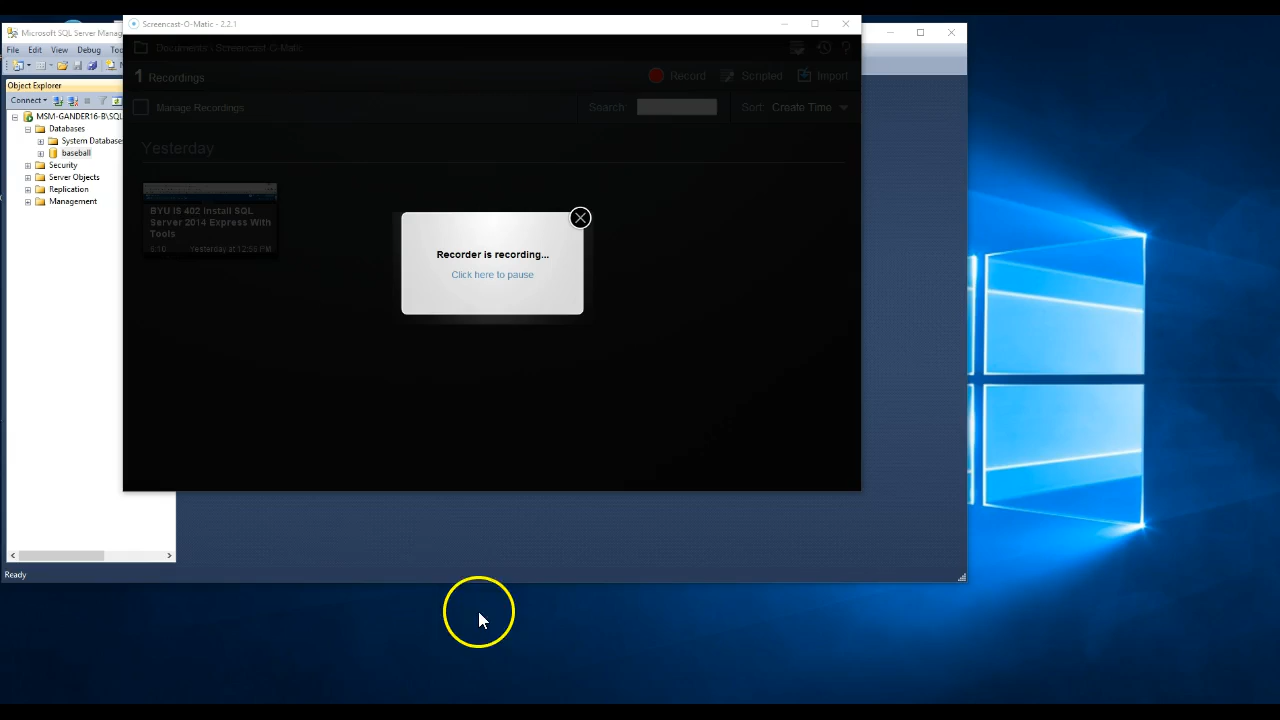 Screencast-O-Matic - 2.2.1
Microsoft SQL Server Manag
File Edit View Debug Too
Documents \ Screencast-O-Matic
1 Recordings
Record Scripted Import
Manage Recordings
Search:
Sort: Create Time
Object Explorer
Connect
MSM-GANDER16-B\SQL
Databases
System Databases
baseball
Security
Server Objects
Replication
Management
Yesterday
BYU IS 402 Install SQL
Server 2014 Express With
Tools
Yesterday at 12:56 PM
Recorder is recording...
Click here to pause
Ready